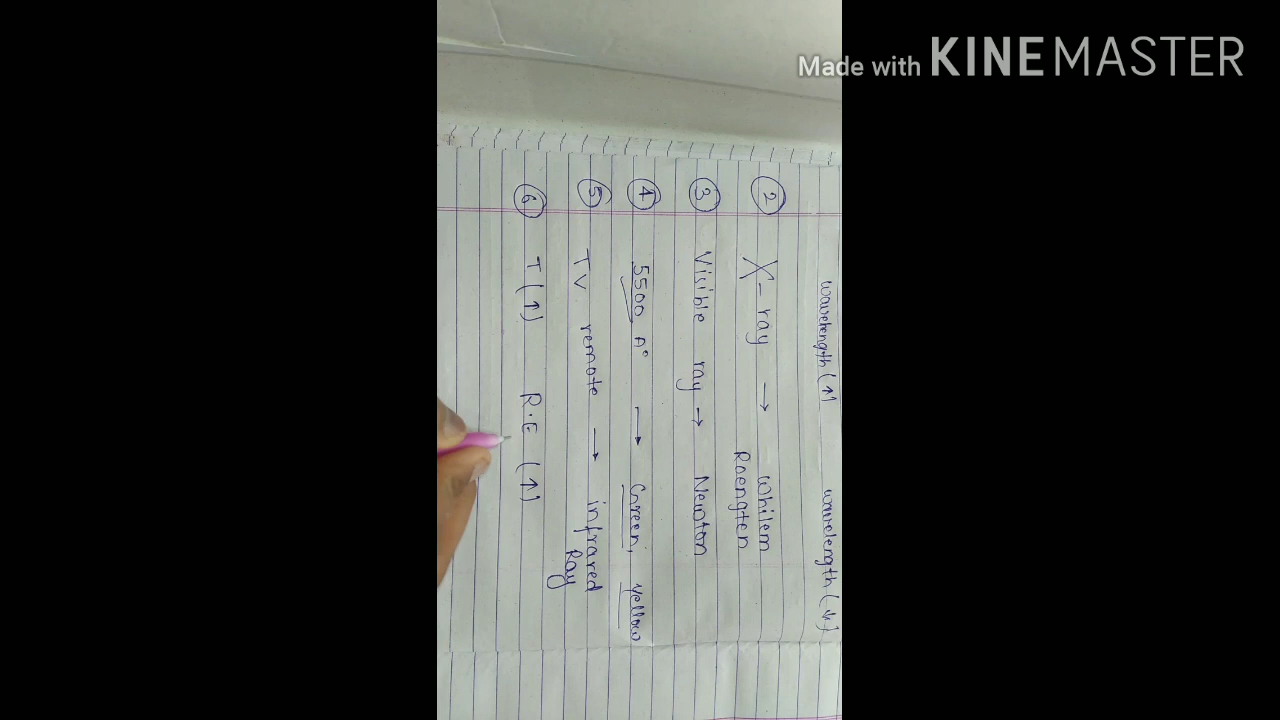 Made with KINEMASTER
wavelength (↑) wavelength (↓)
② X-ray → Whilem
Roengten
③ Visible ray → Newton
④ 5500 A° → Green, yellow
⑤ TV remote → infrared
Ray
⑥ T(↑) R.E (↑)